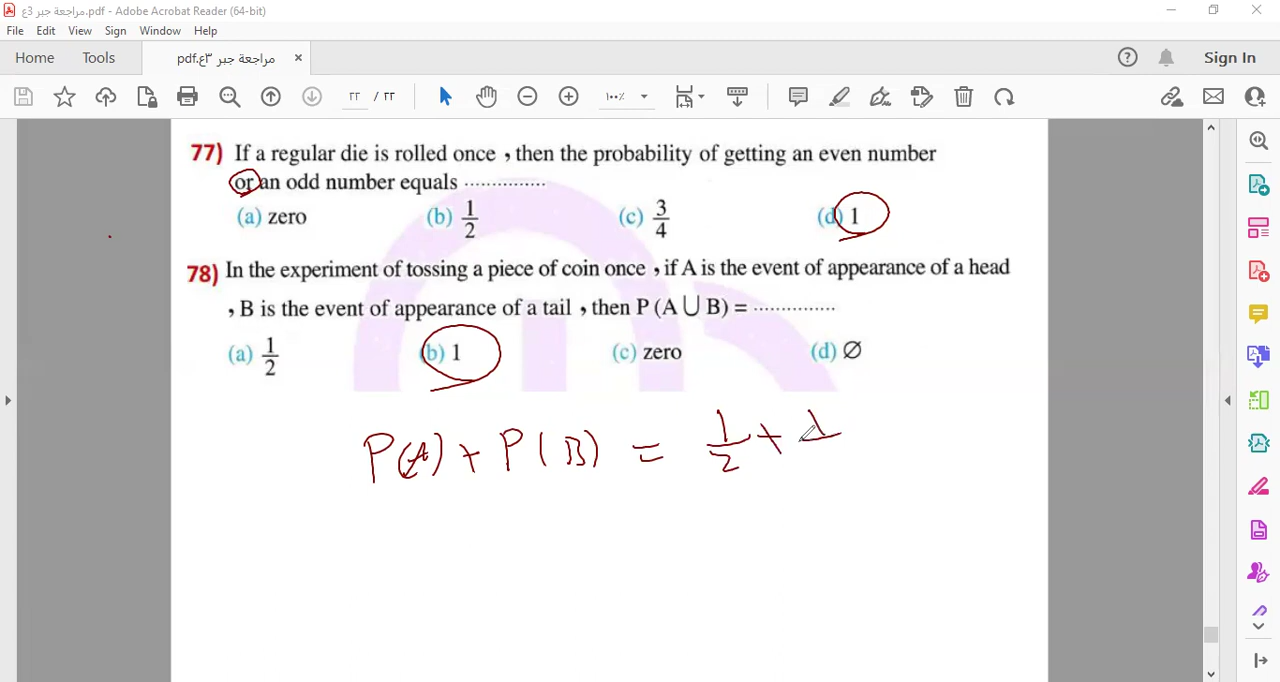 مراجعة جبر 3ع.pdf - Adobe Acrobat Reader (64-bit)
File Edit View Sign Window Help
Home Tools مراجعة جبر ٣ع.pdf × Sign In
٢٢ / ٢٢ ١٠٠٪
77) If a regular die is rolled once , then the probability of getting an even number
or an odd number equals ...............
(a) zero (b) 1/2 (c) 3/4 (d) 1
78) In the experiment of tossing a piece of coin once , if A is the event of appearance of a head
, B is the event of appearance of a tail , then P (A ⋃ B) = ...............
(a) 1/2 (b) 1 (c) zero (d) ∅
P(A) + P(B) = 1/2 + 1